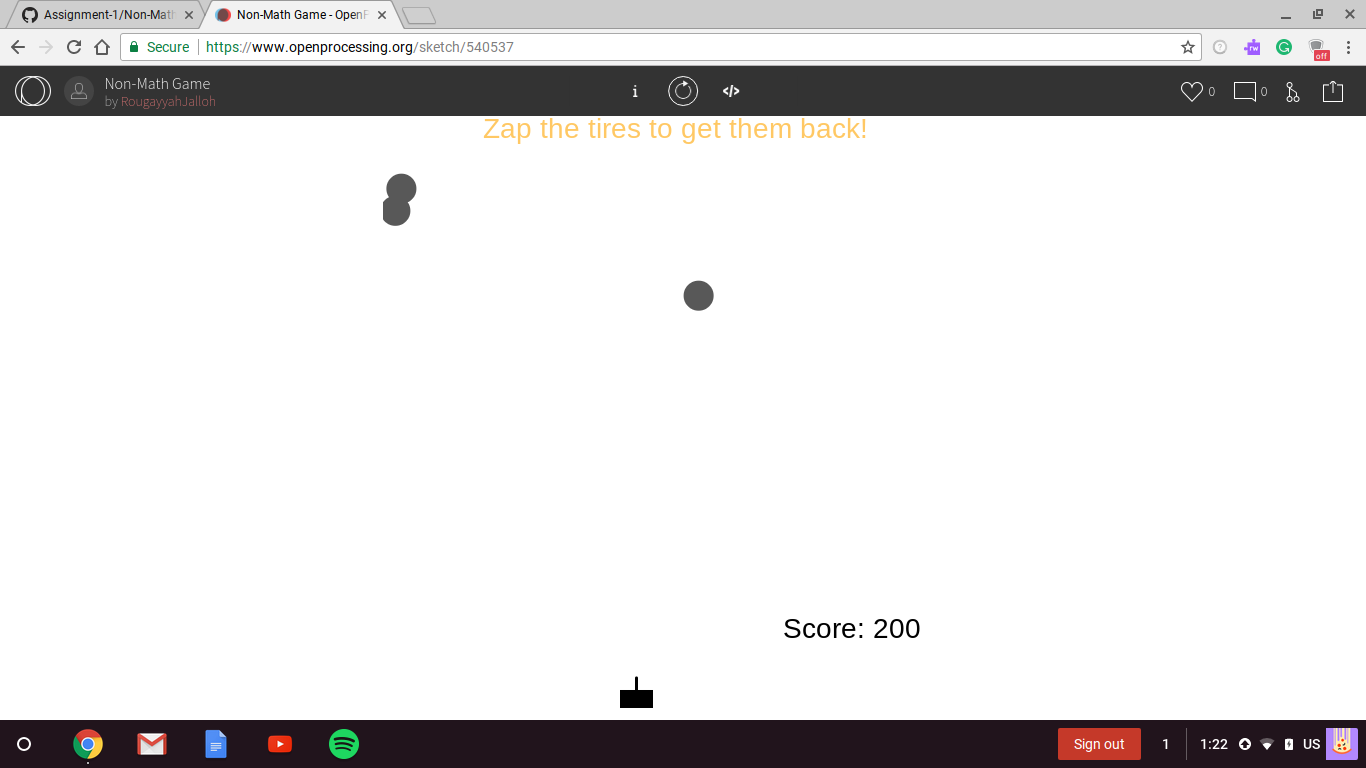 Assignment-1/Non-Math
Non-Math Game - OpenP
Secure
https://www.openprocessing.org/sketch/540537
rw
off
Non-Math Game
by RougayyahJalloh
i
</>
0
0
Zap the tires to get them back!
Score: 200
Sign out
1
1:22
US